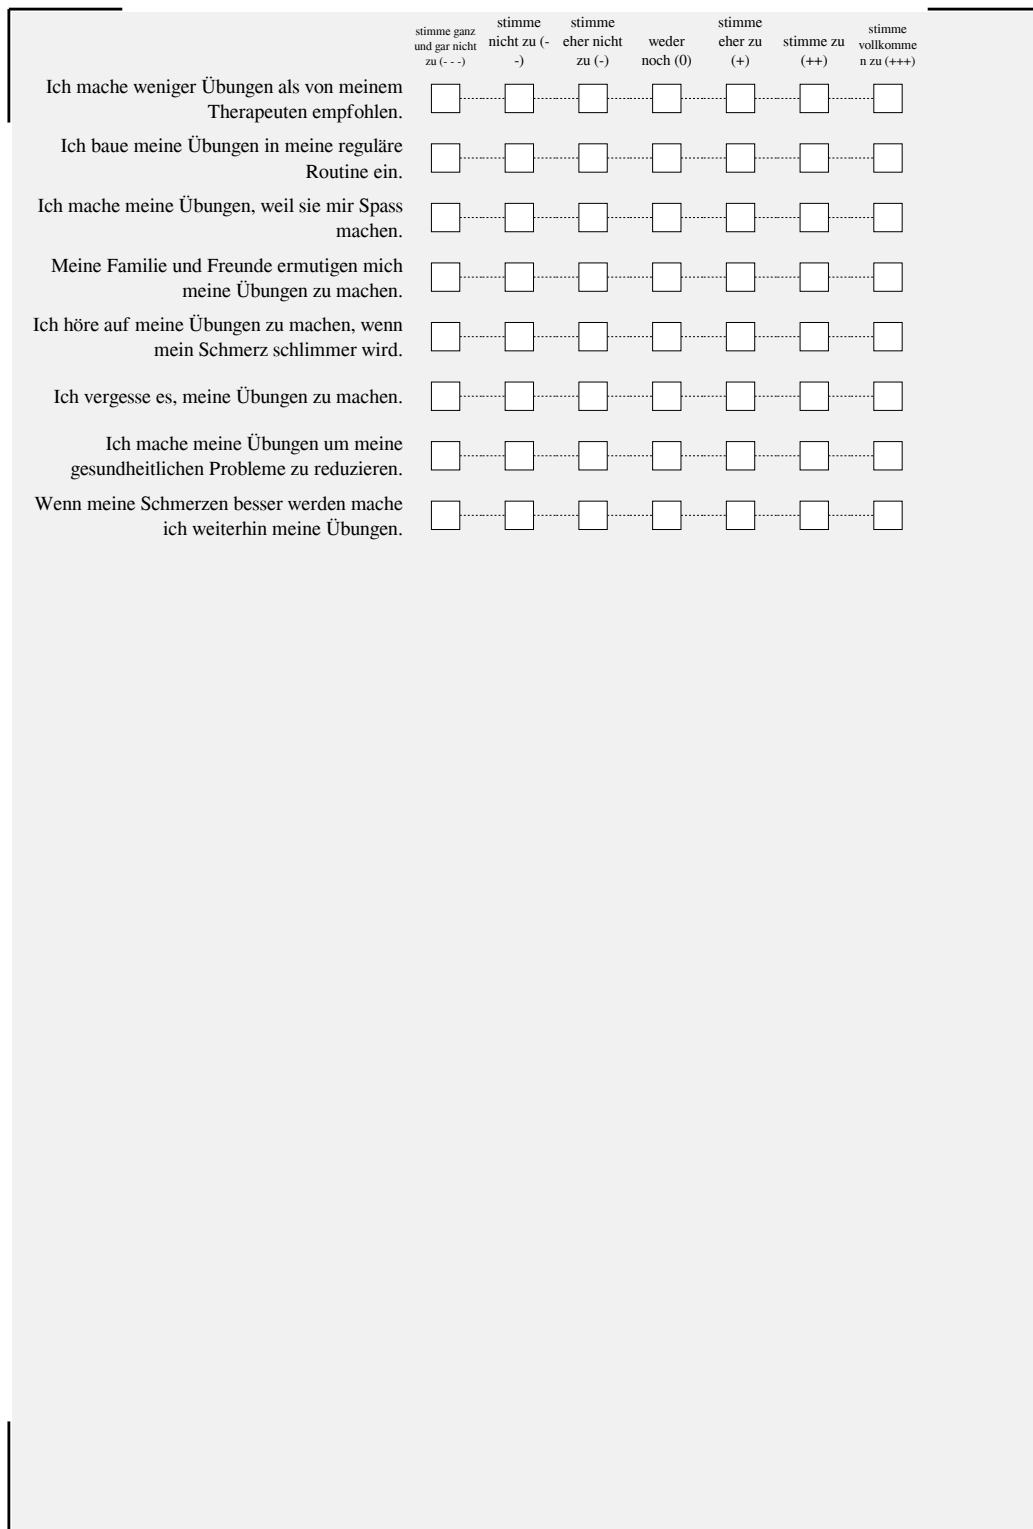 stimme ganz
und gar nicht
zu (- - -)
stimme
nicht zu (-
-)
stimme
eher nicht
zu (-)
weder
noch (0)
stimme
eher zu
(+)
stimme zu
(++)
stimme
vollkomme
n zu (+++)
Ich mache weniger Übungen als von meinem
Therapeuten empfohlen.
Ich baue meine Übungen in meine reguläre
Routine ein.
Ich mache meine Übungen, weil sie mir Spass
machen.
Meine Familie und Freunde ermutigen mich
meine Übungen zu machen.
Ich höre auf meine Übungen zu machen, wenn
mein Schmerz schlimmer wird.
Ich vergesse es, meine Übungen zu machen.
Ich mache meine Übungen um meine
gesundheitlichen Probleme zu reduzieren.
Wenn meine Schmerzen besser werden mache
ich weiterhin meine Übungen.